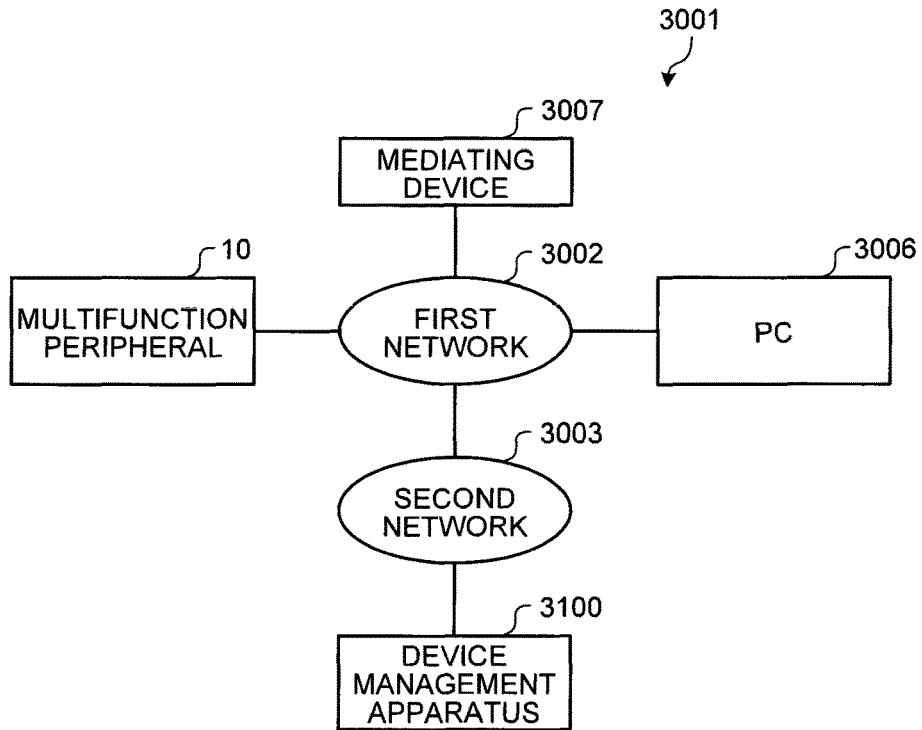 3001
3007
MEDIATING
DEVICE
10
3002
3006
MULTIFUNCTION
PERIPHERAL
FIRST
NETWORK
PC
3003
SECOND
NETWORK
3100
DEVICE
MANAGEMENT
APPARATUS